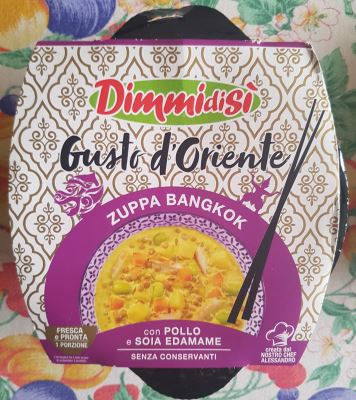 DimmidiSì
Gusto d'Oriente
ZUPPA BANGKOK
con POLLO
e SOIA EDAMAME
SENZA CONSERVANTI
FRESCA
e PRONTA
1 PORZIONE
creata dal
NOSTRO CHEF
ALESSANDRO